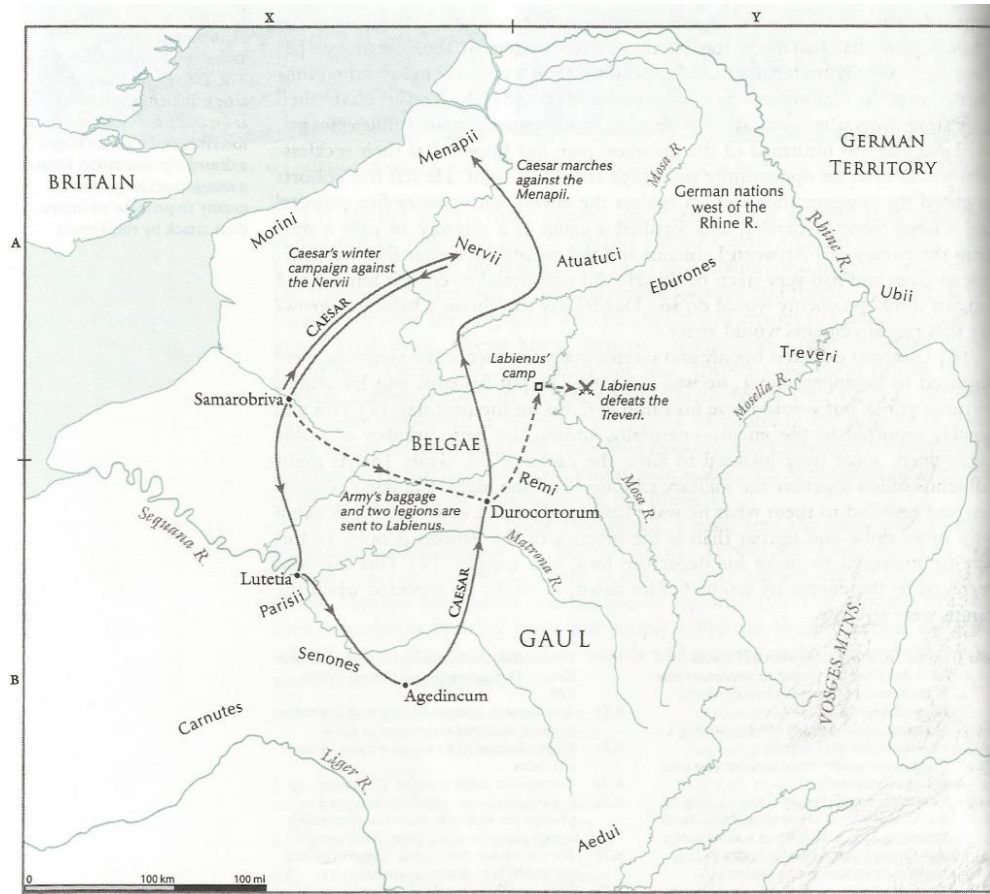 X
Y
BRITAIN
Menapii
Caesar marches
against the
Menapii.
Mosa R.
GERMAN
TERRITORY
German nations
west of the
Rhine R.
Rhine R.
A
Morini
Nervii
Caesar's winter
campaign against
the Nervii
Atuatuci
Eburones
Ubii
CAESAR
Treveri
Labienus'
camp
Labienus
defeats the
Treveri.
Mosella R.
Samarobriva
BELGAE
Remi
Mosa R.
Army's baggage
and two legions are
sent to Labienus.
Durocortorum
Sequana R.
Matrona R.
Lutetia
Parisii
CAESAR
GAUL
Senones
B
Agedincum
VOSGES MTNS.
Carnutes
Liger R.
Aedui
0
100 km
100 mi